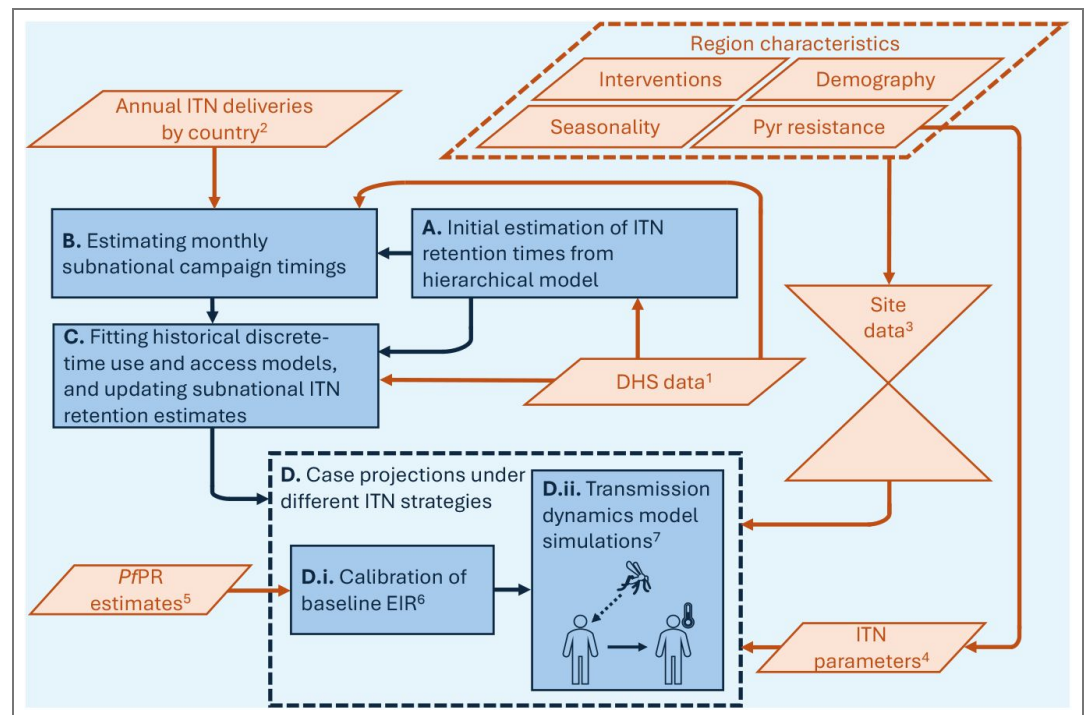 Region characteristics
Interventions
Demography
Seasonality
Pyr resistance
Annual ITN deliveries
by country²
B. Estimating monthly
subnational campaign timings
A. Initial estimation of ITN
retention times from
hierarchical model
C. Fitting historical discrete-
time use and access models,
and updating subnational ITN
retention estimates
DHS data¹
Site
data³
D. Case projections under
different ITN strategies
D.i. Calibration of
baseline EIR⁶
D.ii. Transmission
dynamics model
simulations⁷
PfPR
estimates⁵
ITN
parameters⁴